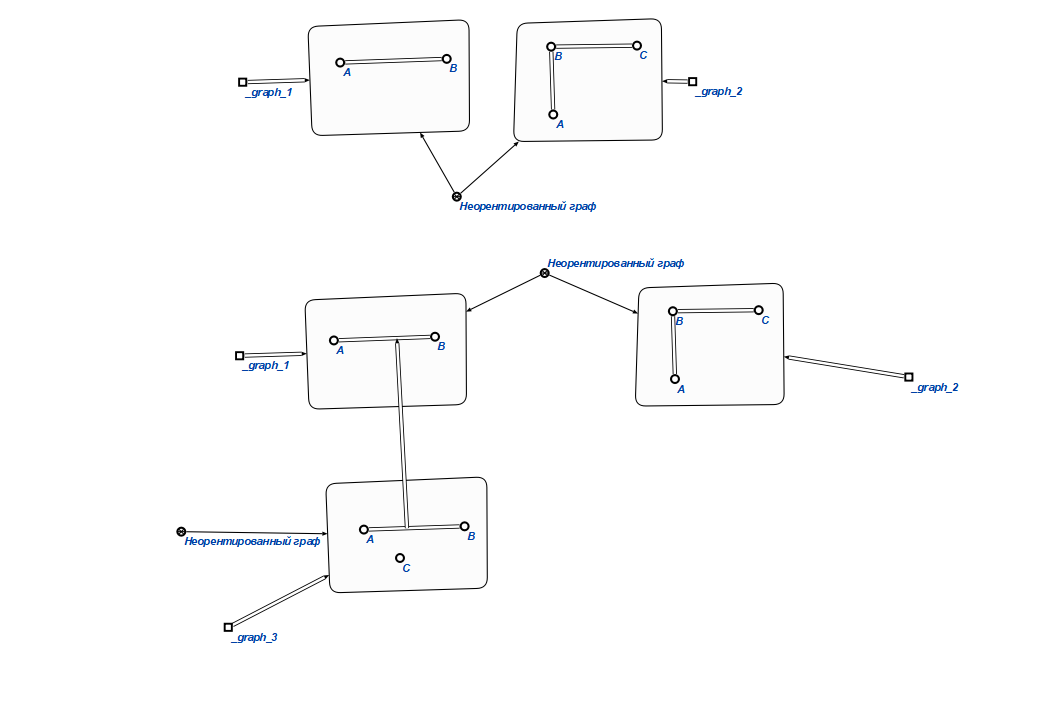 A
B
_graph_1
B
C
A
_graph_2
Неорентированный граф
Неорентированный граф
A
B
_graph_1
B
C
A
_graph_2
A
B
C
Неорентированный граф
_graph_3